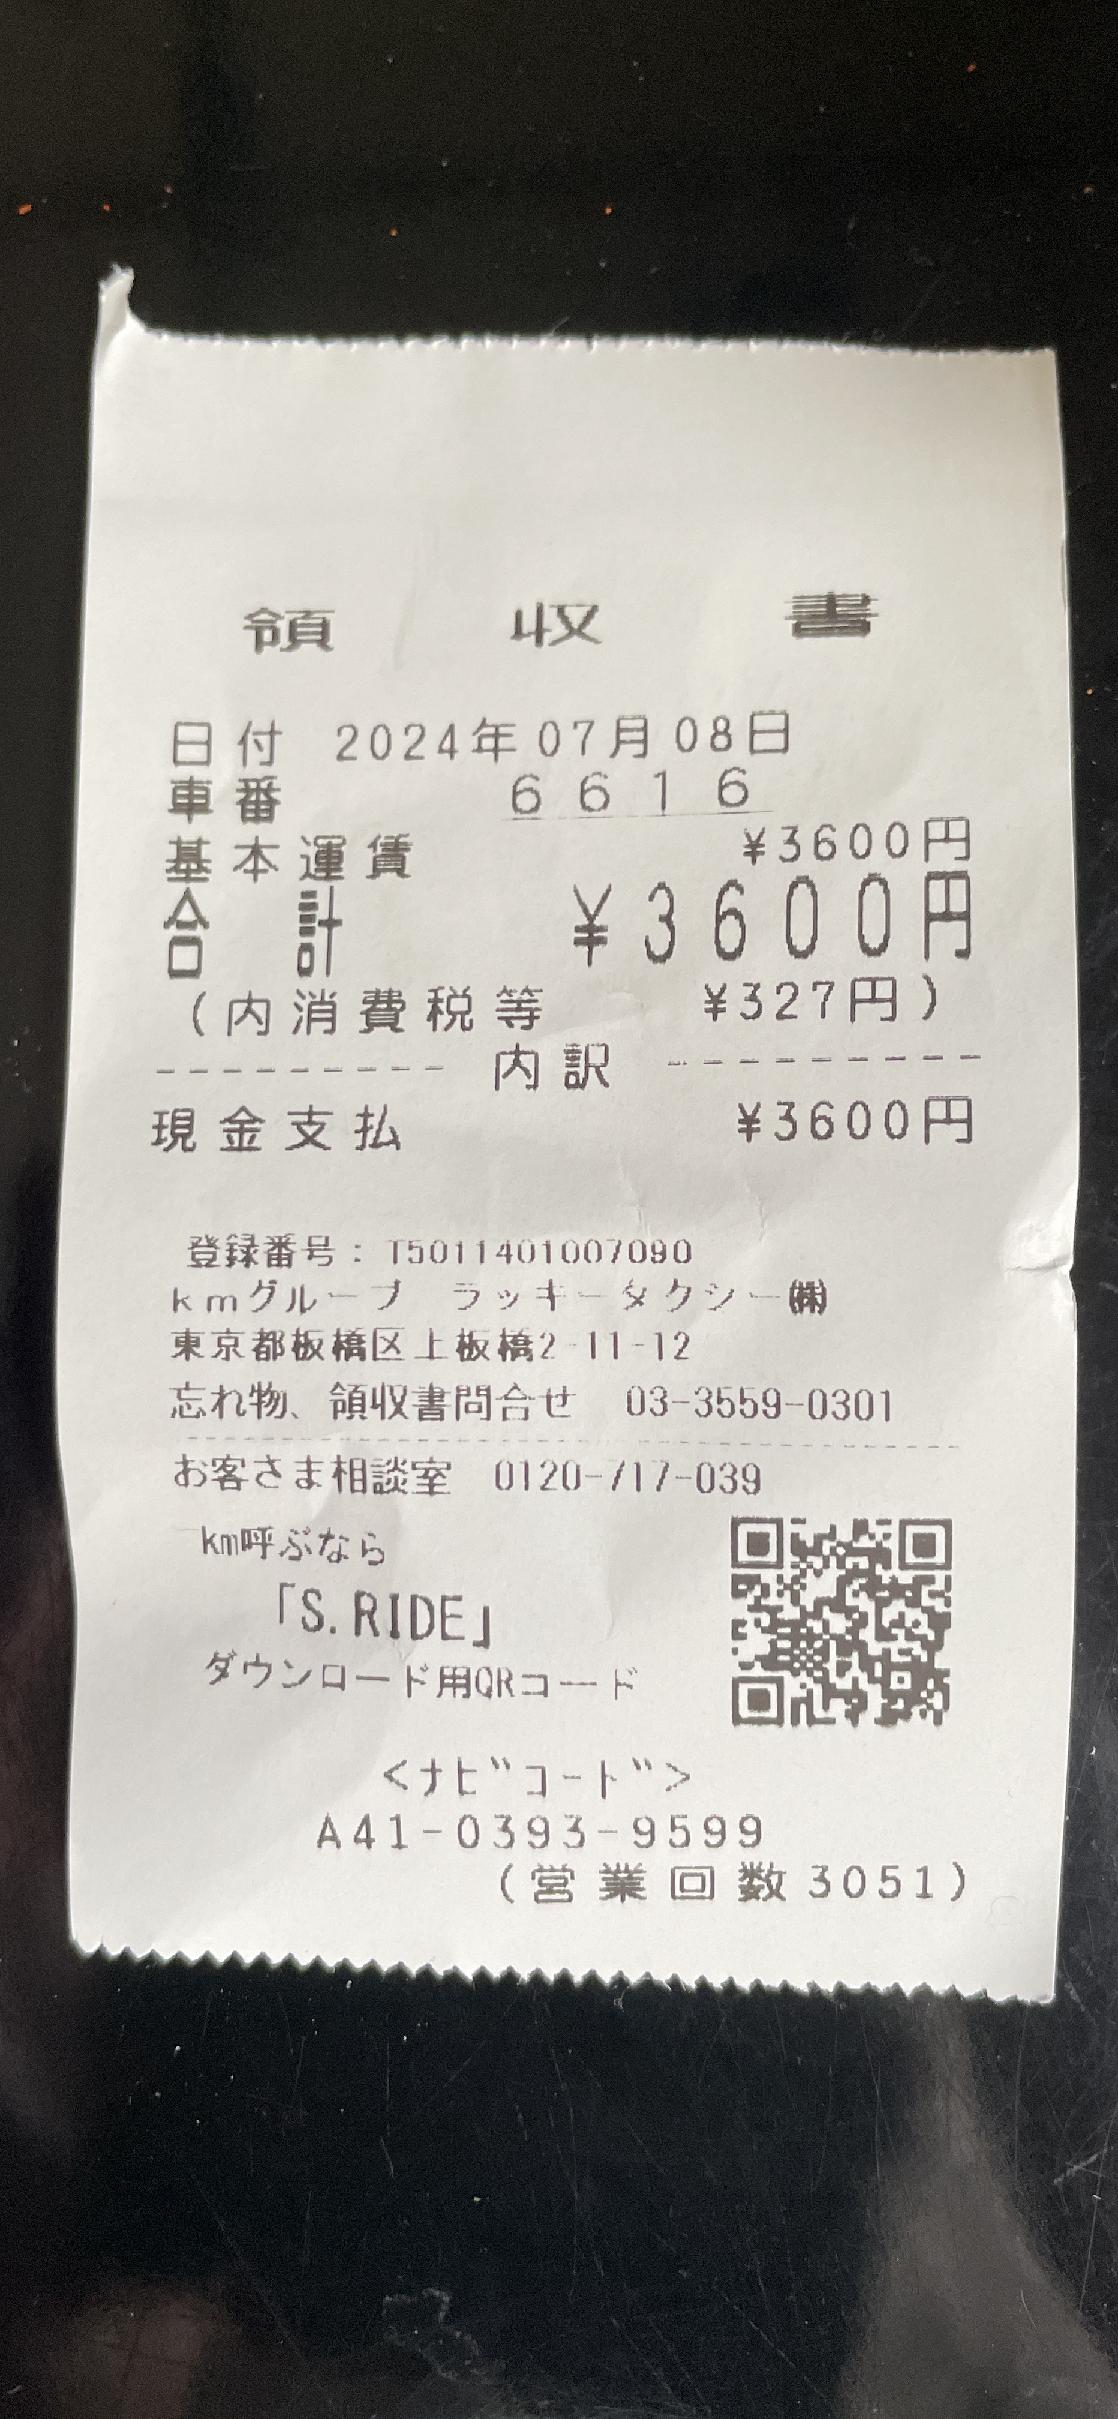 領収書
日付 2024年07月08日
車番 6616
基本運賃 ¥3600円
合計 ¥3600円
(内消費税等 ¥327円)
--------- 内訳 ---------
現金支払 ¥3600円
登録番号: T5011401007090
kmグループ ラッキータクシー㈱
東京都板橋区上板橋2-11-12
忘れ物、領収書問合せ 03-3559-0301
お客さま相談室 0120-717-039
km呼ぶなら
「S.RIDE」
ダウンロード用QRコード
<ナビコード>
A41-0393-9599
(営業回数3051)